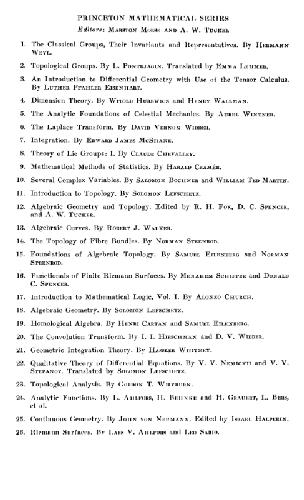 PRINCETON MATHEMATICAL SERIES
Editors: Marston Morse and A. W. Tucker
1. The Classical Groups, Their Invariants and Representatives. By Hermann
Weyl.
2. Topological Groups. By L. Pontrjagin. Translated by Emma Lehmer.
3. An Introduction to Differential Geometry with Use of the Tensor Calculus.
By Luther Pfahler Eisenhart.
4. Dimension Theory. By Witold Hurewicz and Henry Wallman.
5. The Analytic Foundations of Celestial Mechanics. By Aurel Wintner.
6. The Laplace Transform. By David Vernon Widder.
7. Integration. By Edward James McShane.
8. Theory of Lie Groups: I. By Claude Chevalley.
9. Mathematical Methods of Statistics. By Harald Cramér.
10. Several Complex Variables. By Salomon Bochner and William Ted Martin.
11. Introduction to Topology. By Solomon Lefschetz.
12. Algebraic Geometry and Topology. Edited by R. H. Fox, D. C. Spencer,
and A. W. Tucker.
13. Algebraic Curves. By Robert J. Walker.
14. The Topology of Fibre Bundles. By Norman Steenrod.
15. Foundations of Algebraic Topology. By Samuel Eilenberg and Norman
Steenrod.
16. Functionals of Finite Riemann Surfaces. By Menahem Schiffer and Donald
C. Spencer.
17. Introduction to Mathematical Logic, Vol. I. By Alonzo Church.
18. Algebraic Geometry. By Solomon Lefschetz.
19. Homological Algebra. By Henri Cartan and Samuel Eilenberg.
20. The Convolution Transform. By I. I. Hirschman and D. V. Widder.
21. Geometric Integration Theory. By Hassler Whitney.
22. Qualitative Theory of Differential Equations. By V. V. Nemickii and V. V.
Stepanov. Translated by Solomon Lefschetz.
23. Topological Analysis. By Gordon T. Whyburn.
24. Analytic Functions. By L. Ahlfors, H. Behnke and H. Grauert, L. Bers,
et al.
25. Continuous Geometry. By John von Neumann. Edited by Israel Halperin.
26. Riemann Surfaces. By Lars V. Ahlfors and Leo Sario.